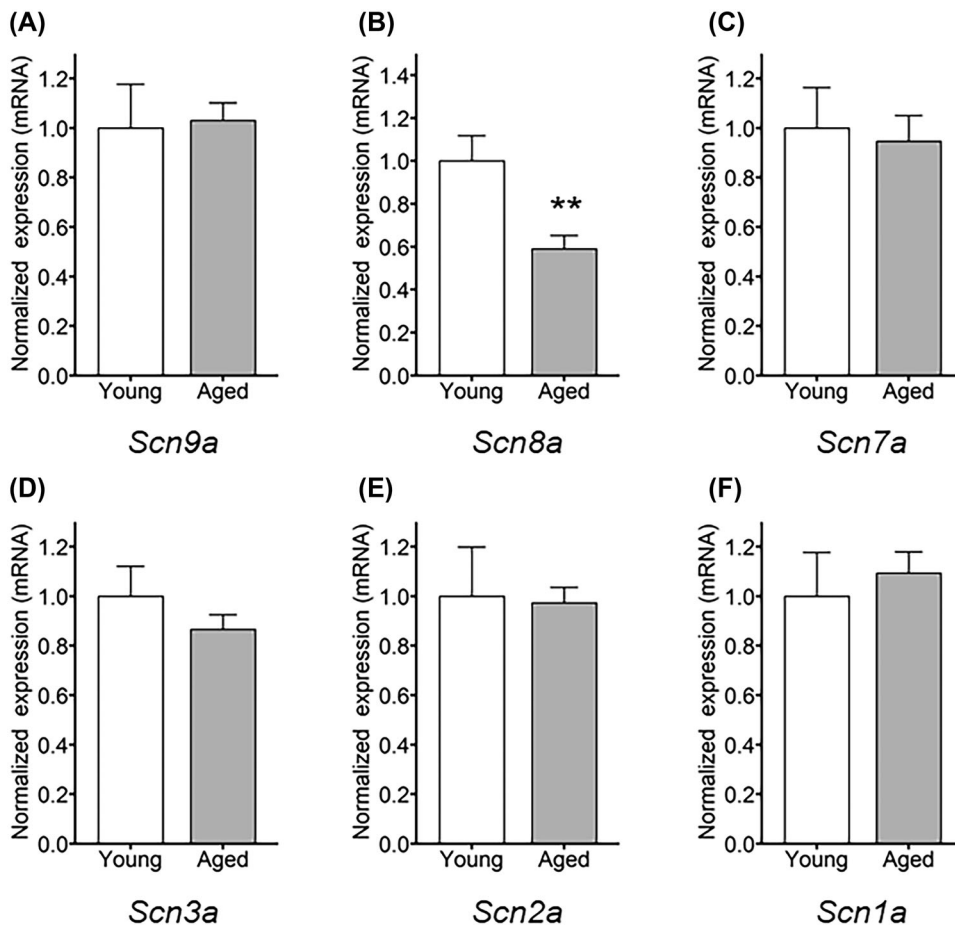 (A)
Normalized expression (mRNA)
1.2
1.0
0.8
0.6
0.4
0.2
0.0
Young Aged
Scn9a
(B)
Normalized expression (mRNA)
1.4
1.2
1.0
0.8
0.6
0.4
0.2
0.0
**
Young Aged
Scn8a
(C)
Normalized expression (mRNA)
1.2
1.0
0.8
0.6
0.4
0.2
0.0
Young Aged
Scn7a
(D)
Normalized expression (mRNA)
1.2
1.0
0.8
0.6
0.4
0.2
0.0
Young Aged
Scn3a
(E)
Normalized expression (mRNA)
1.2
1.0
0.8
0.6
0.4
0.2
0.0
Young Aged
Scn2a
(F)
Normalized expression (mRNA)
1.2
1.0
0.8
0.6
0.4
0.2
0.0
Young Aged
Scn1a